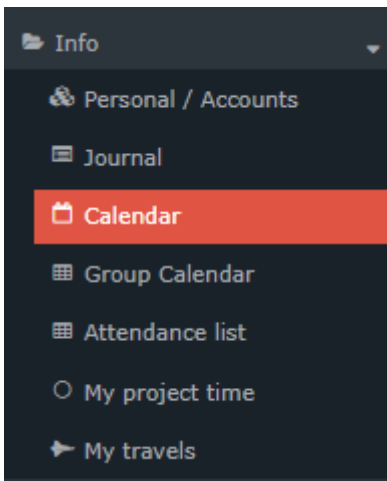 Info
Personal / Accounts
Journal
Calendar
Group Calendar
Attendance list
My project time
My travels